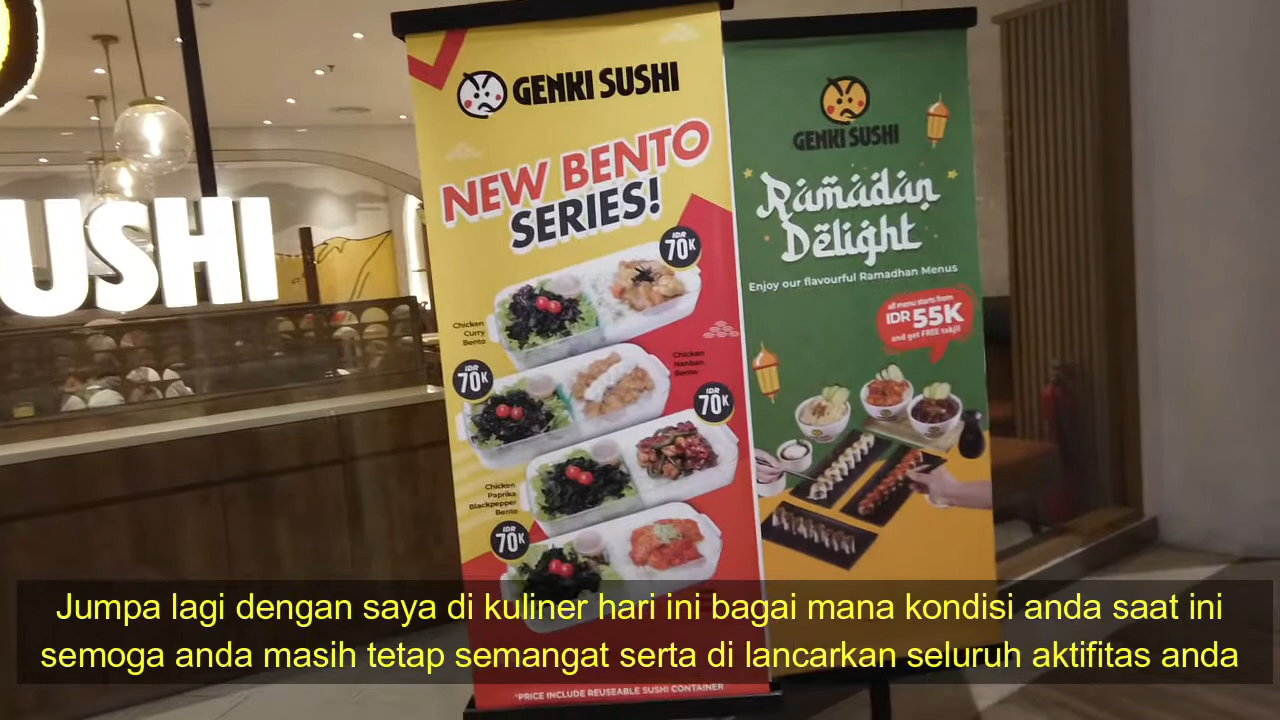 USHI
GENKI SUSHI
NEW BENTO
SERIES!
IDR
70K
Chicken
Curry
Bento
IDR
70K
Chicken
Nanban
Bento
IDR
70K
Chicken
Paprika
Blackpepper
Bento
IDR
70K
*PRICE INCLUDE REUSEABLE SUSHI CONTAINER
GENKI SUSHI
Ramadan
Delight
Enjoy our flavourful Ramadhan Menus
all menu starts from
IDR 55K
and get FREE takjil
Jumpa lagi dengan saya di kuliner hari ini bagai mana kondisi anda saat ini
semoga anda masih tetap semangat serta di lancarkan seluruh aktifitas anda